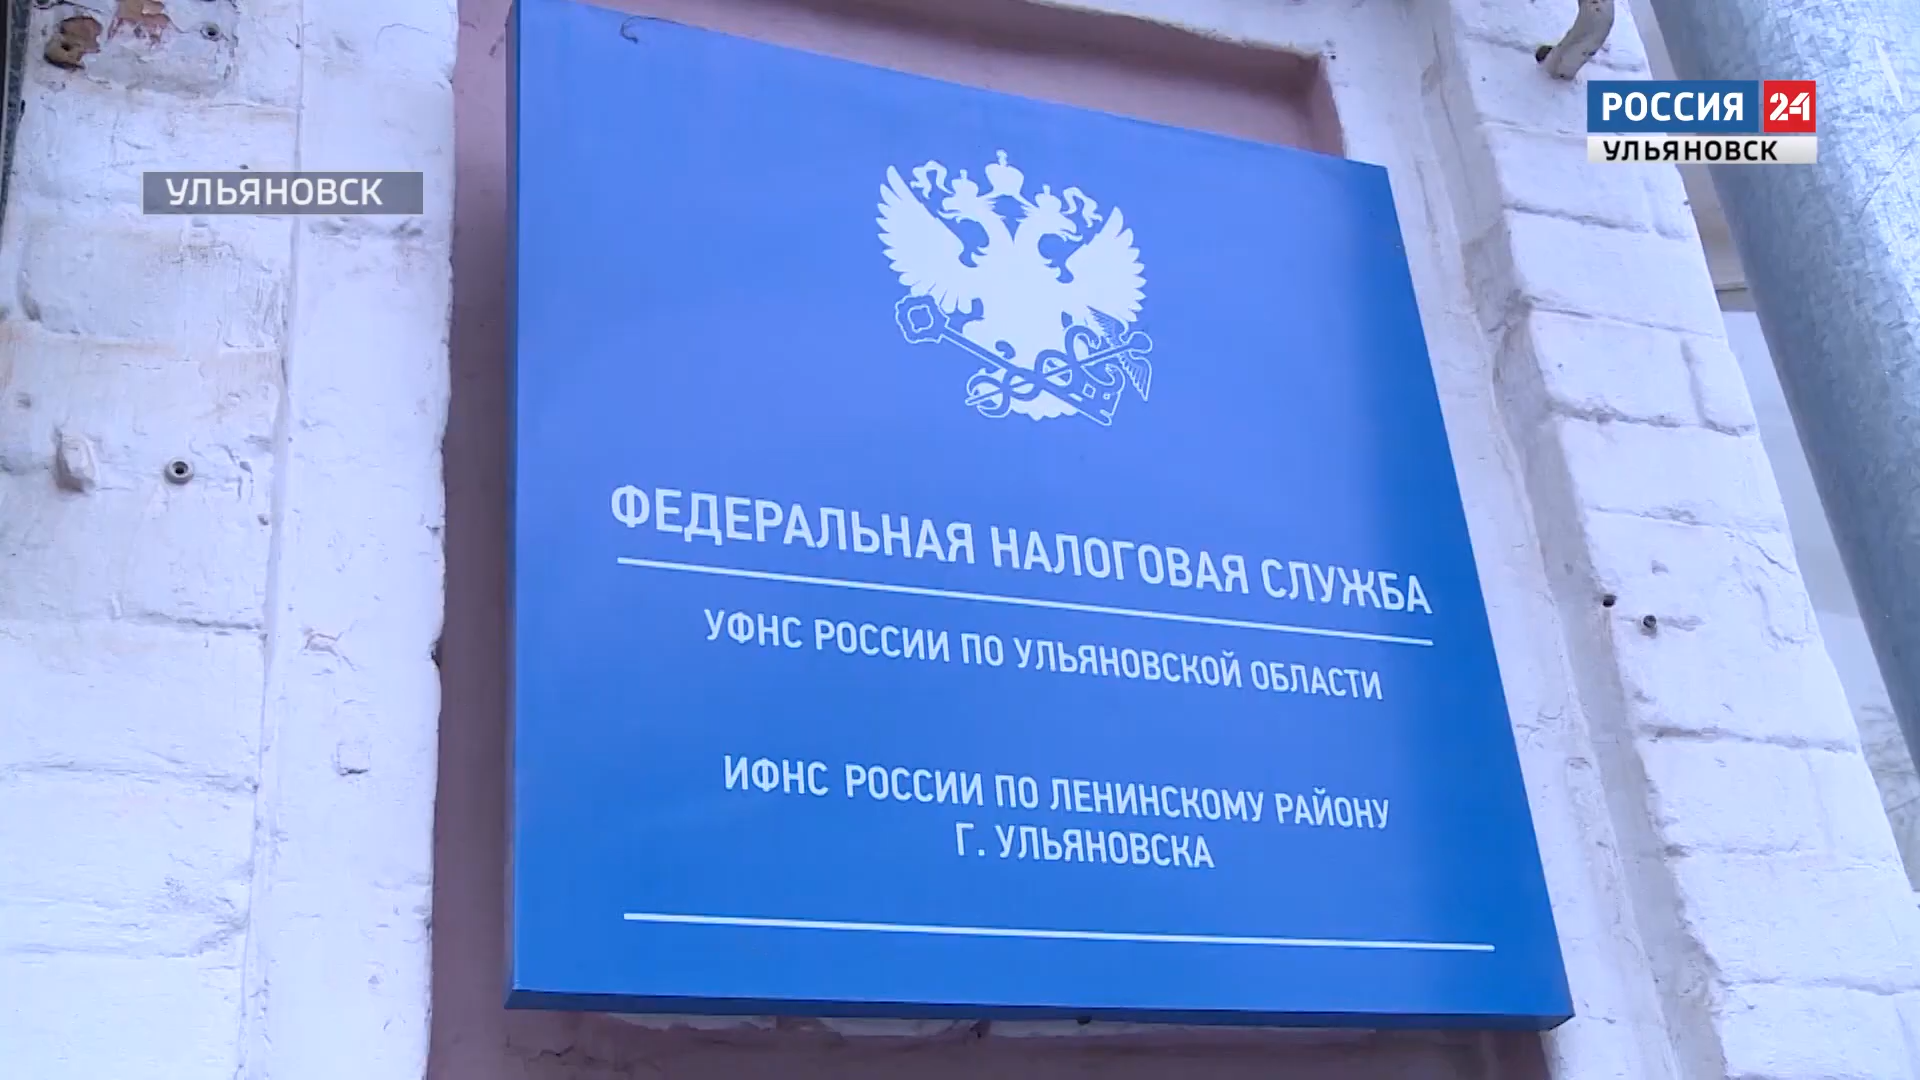 РОССИЯ 24
УЛЬЯНОВСК
УЛЬЯНОВСК
ФЕДЕРАЛЬНАЯ НАЛОГОВАЯ СЛУЖБА
УФНС РОССИИ ПО УЛЬЯНОВСКОЙ ОБЛАСТИ
ИФНС РОССИИ ПО ЛЕНИНСКОМУ РАЙОНУ
Г. УЛЬЯНОВСКА